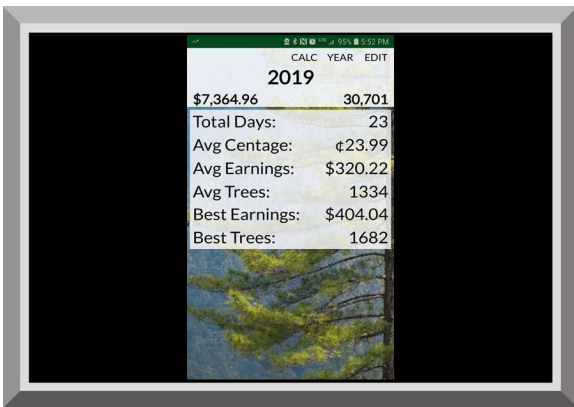 LTE 95% 5:52 PM
CALC YEAR EDIT
2019
$7,364.96 30,701
Total Days: 23
Avg Centage: ¢23.99
Avg Earnings: $320.22
Avg Trees: 1334
Best Earnings: $404.04
Best Trees: 1682